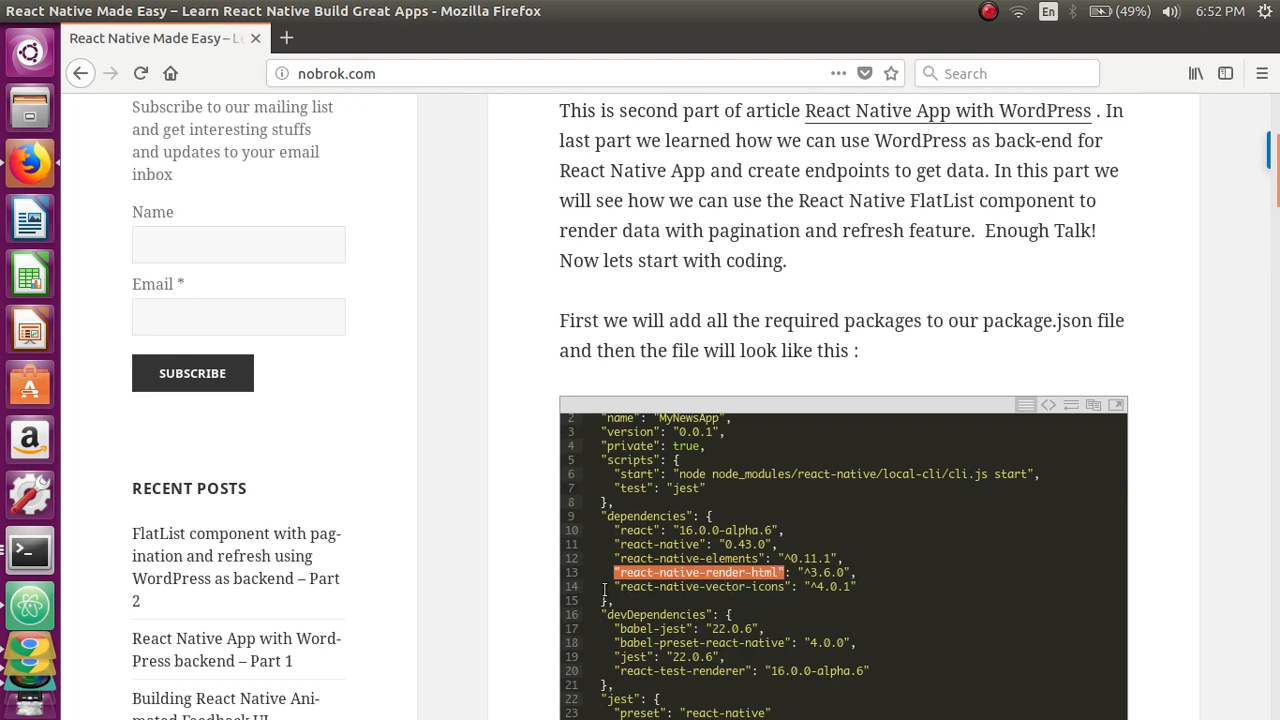 React Native Made Easy – Learn React Native Build Great Apps - Mozilla Firefox
En
(49%)
6:52 PM
React Native Made Easy – Le
nobrok.com
Search
Subscribe to our mailing list
and get interesting stuffs
and updates to your email
inbox
Name
Email *
SUBSCRIBE
RECENT POSTS
FlatList component with pag-
ination and refresh using
WordPress as backend – Part
2
React Native App with Word-
Press backend – Part 1
Building React Native Ani-
mated Feedback UI
This is second part of article React Native App with WordPress . In
last part we learned how we can use WordPress as back-end for
React Native App and create endpoints to get data. In this part we
will see how we can use the React Native FlatList component to
render data with pagination and refresh feature.  Enough Talk!
Now lets start with coding.
First we will add all the required packages to our package.json file
and then the file will look like this :
2 "name": "MyNewsApp",
3 "version": "0.0.1",
4 "private": true,
5 "scripts": {
6 "start": "node node_modules/react-native/local-cli/cli.js start",
7 "test": "jest"
8 },
9 "dependencies": {
10 "react": "16.0.0-alpha.6",
11 "react-native": "0.43.0",
12 "react-native-elements": "^0.11.1",
13 "react-native-render-html": "^3.6.0",
14 "react-native-vector-icons": "^4.0.1"
15 },
16 "devDependencies": {
17 "babel-jest": "22.0.6",
18 "babel-preset-react-native": "4.0.0",
19 "jest": "22.0.6",
20 "react-test-renderer": "16.0.0-alpha.6"
21 },
22 "jest": {
23 "preset": "react-native"